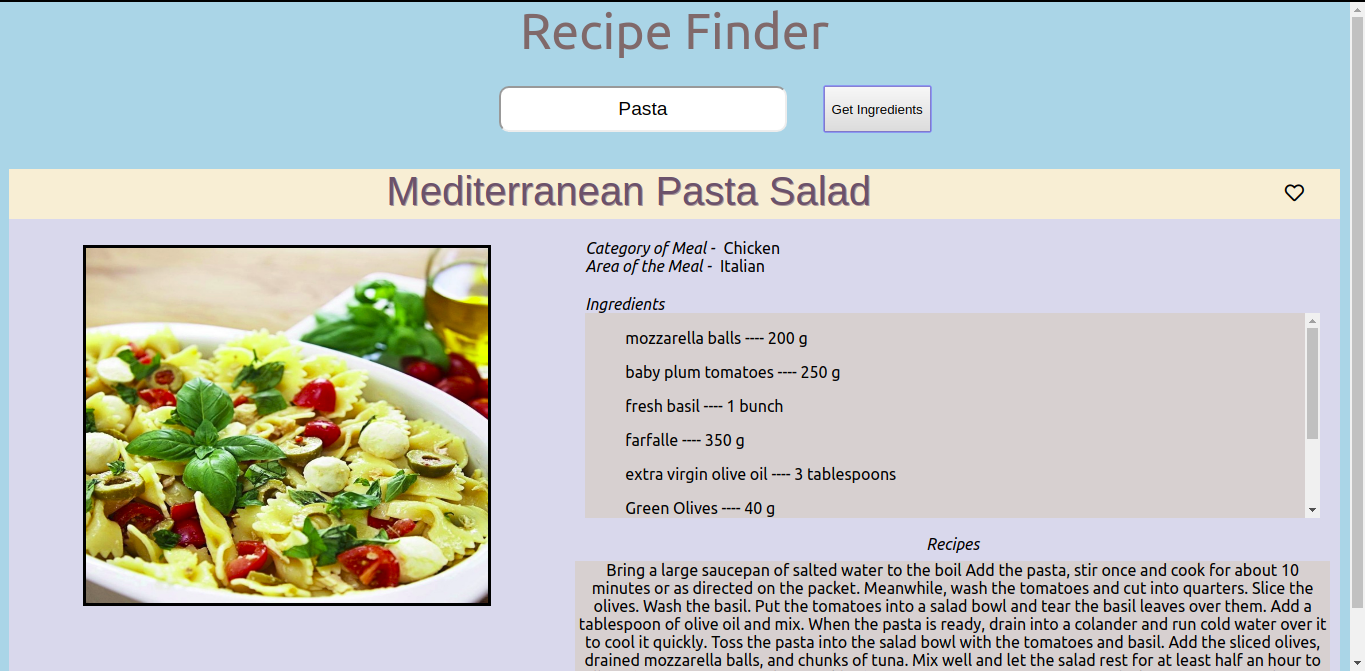 Recipe Finder
Pasta
Get Ingredients
Mediterranean Pasta Salad
Category of Meal - Chicken
Area of the Meal - Italian
Ingredients
mozzarella balls ---- 200 g
baby plum tomatoes ---- 250 g
fresh basil ---- 1 bunch
farfalle ---- 350 g
extra virgin olive oil ---- 3 tablespoons
Green Olives ---- 40 g
Recipes
Bring a large saucepan of salted water to the boil Add the pasta, stir once and cook for about 10
minutes or as directed on the packet. Meanwhile, wash the tomatoes and cut into quarters. Slice the
olives. Wash the basil. Put the tomatoes into a salad bowl and tear the basil leaves over them. Add a
tablespoon of olive oil and mix. When the pasta is ready, drain into a colander and run cold water over it
to cool it quickly. Toss the pasta into the salad bowl with the tomatoes and basil. Add the sliced olives,
drained mozzarella balls, and chunks of tuna. Mix well and let the salad rest for at least half an hour to